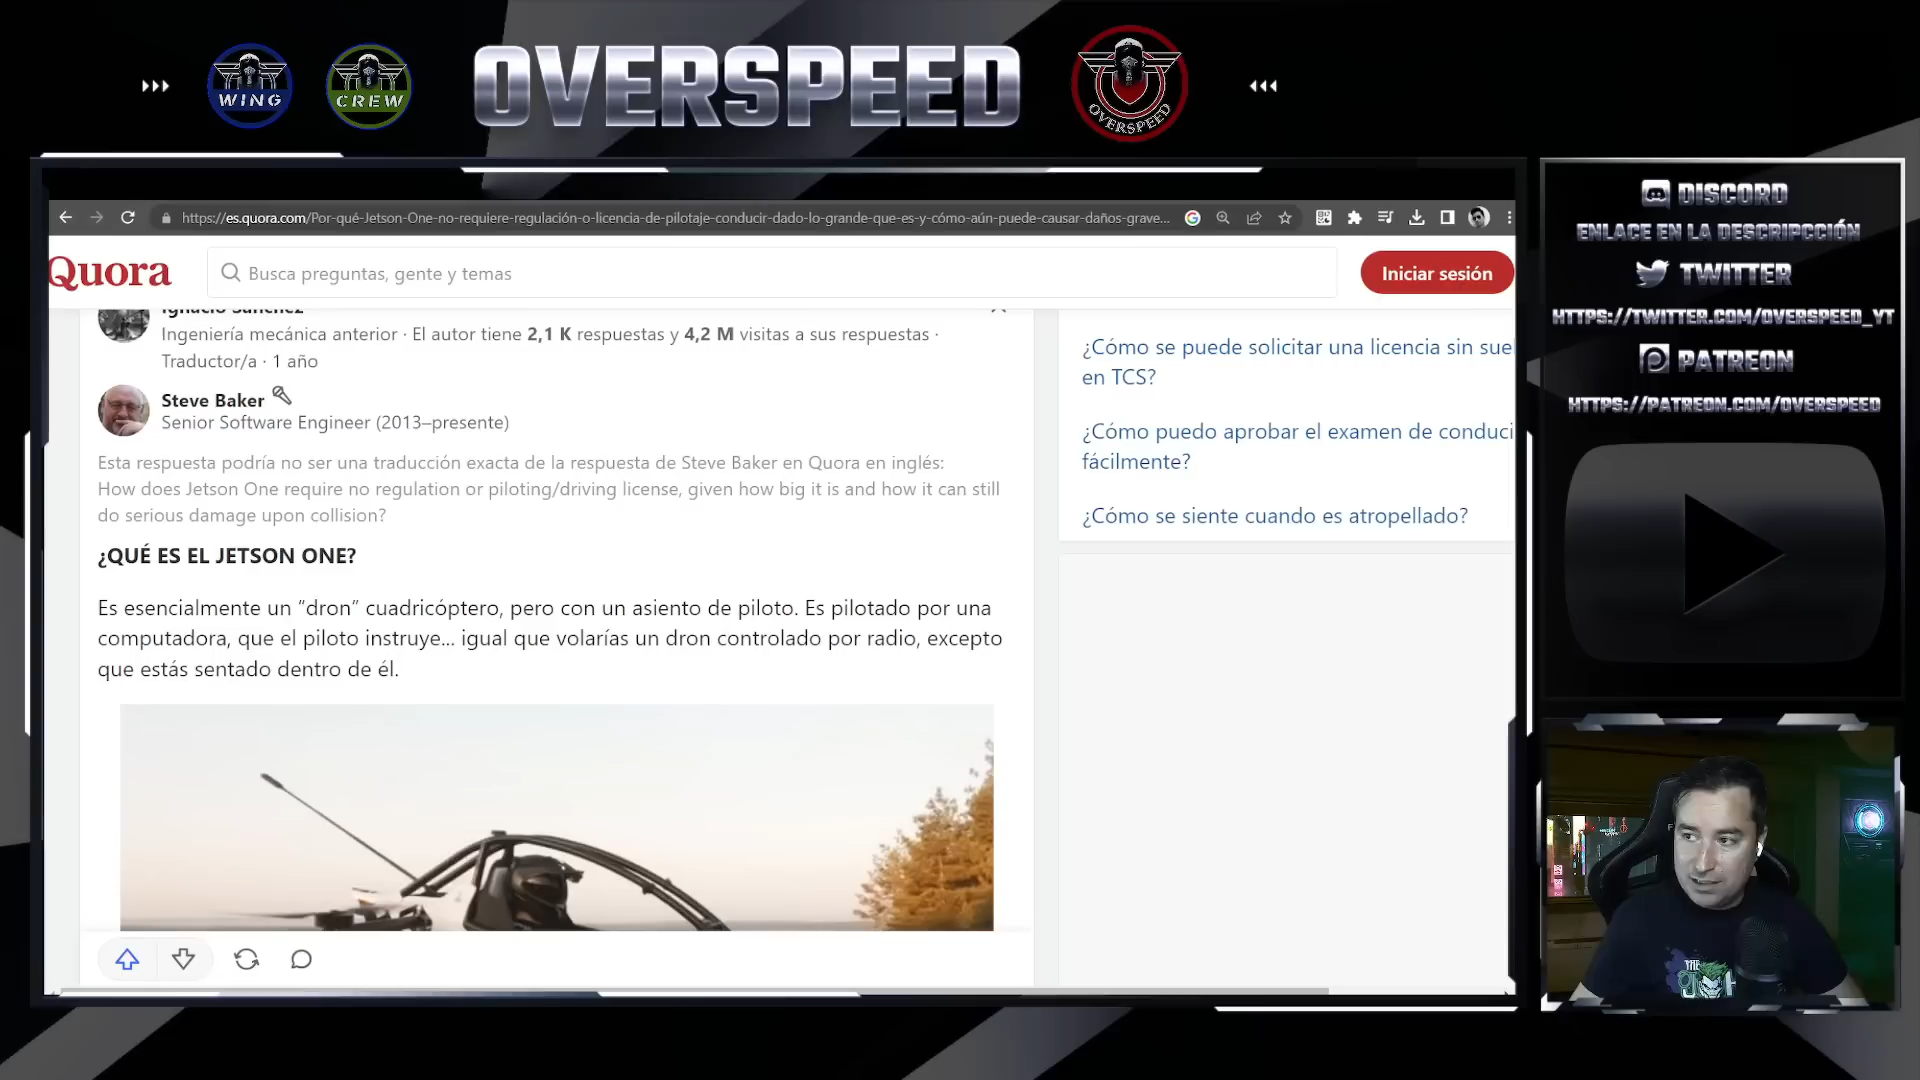 WING
CREW
OVERSPEED
OVERSPEED
https://es.quora.com/Por-qué-Jetson-One-no-requiere-regulación-o-licencia-de-pilotaje-conducir-dado-lo-grande-que-es-y-cómo-aún-puede-causar-daños-grave...
Quora
Busca preguntas, gente y temas
Iniciar sesión
Ignacio Sánchez
Ingeniería mecánica anterior · El autor tiene 2,1 K respuestas y 4,2 M visitas a sus respuestas ·
Traductor/a · 1 año
Steve Baker
Senior Software Engineer (2013–presente)
Esta respuesta podría no ser una traducción exacta de la respuesta de Steve Baker en Quora en inglés:
How does Jetson One require no regulation or piloting/driving license, given how big it is and how it can still
do serious damage upon collision?
¿QUÉ ES EL JETSON ONE?
Es esencialmente un “dron” cuadricóptero, pero con un asiento de piloto. Es pilotado por una
computadora, que el piloto instruye... igual que volarías un dron controlado por radio, excepto
que estás sentado dentro de él.
¿Cómo se puede solicitar una licencia sin suel
en TCS?
¿Cómo puedo aprobar el examen de conduci
fácilmente?
¿Cómo se siente cuando es atropellado?
DISCORD
ENLACE EN LA DESCRIPCCIÓN
TWITTER
HTTPS://TWITTER.COM/OVERSPEED_YT
PATREON
HTTPS://PATREON.COM/OVERSPEED
THE